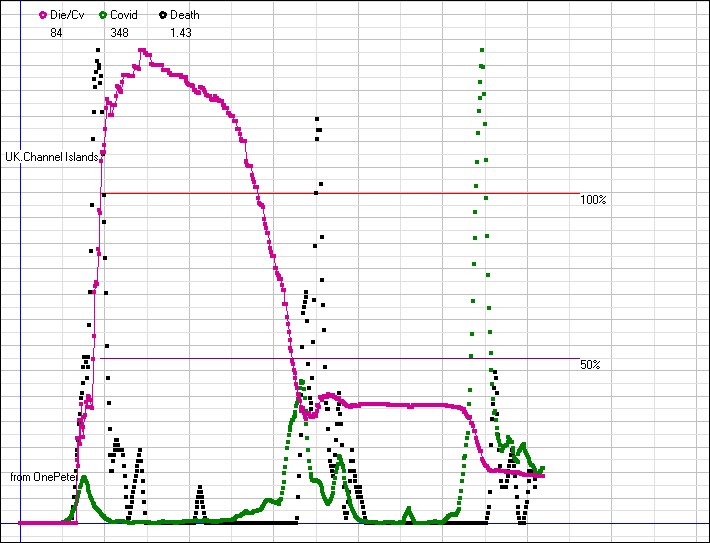 Die/Cv Covid Death
84 348 1.43
UK.Channel Islands
100%
50%
from OnePetel